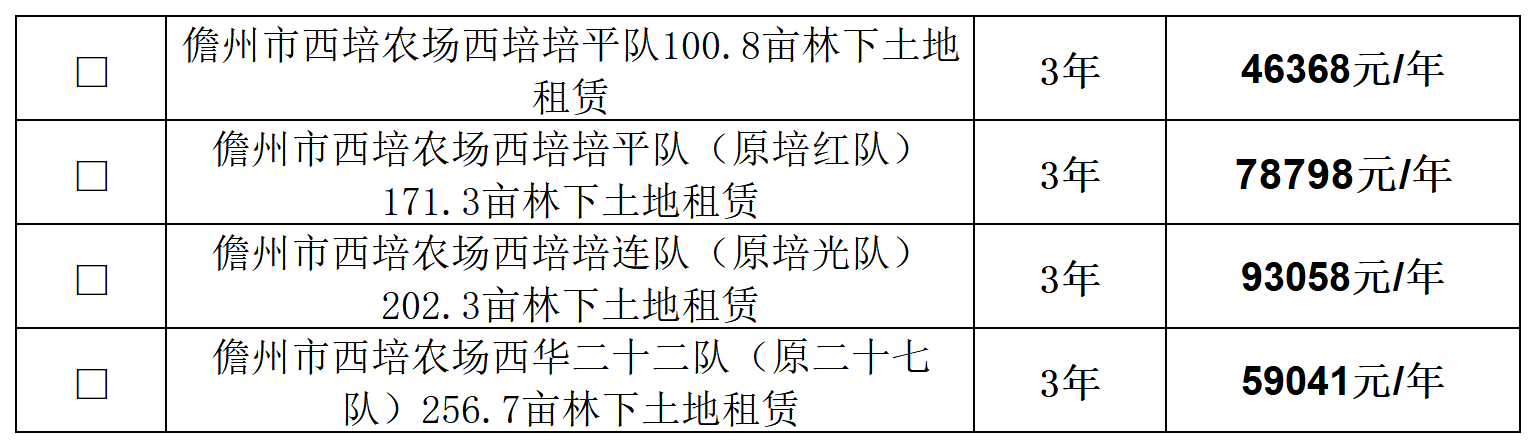 □
儋州市西培农场西培培平队100.8亩林下土地
租赁
3年
46368元/年
□
儋州市西培农场西培培平队（原培红队）
171.3亩林下土地租赁
3年
78798元/年
□
儋州市西培农场西培培连队（原培光队）
202.3亩林下土地租赁
3年
93058元/年
□
儋州市西培农场西华二十二队（原二十七
队）256.7亩林下土地租赁
3年
59041元/年